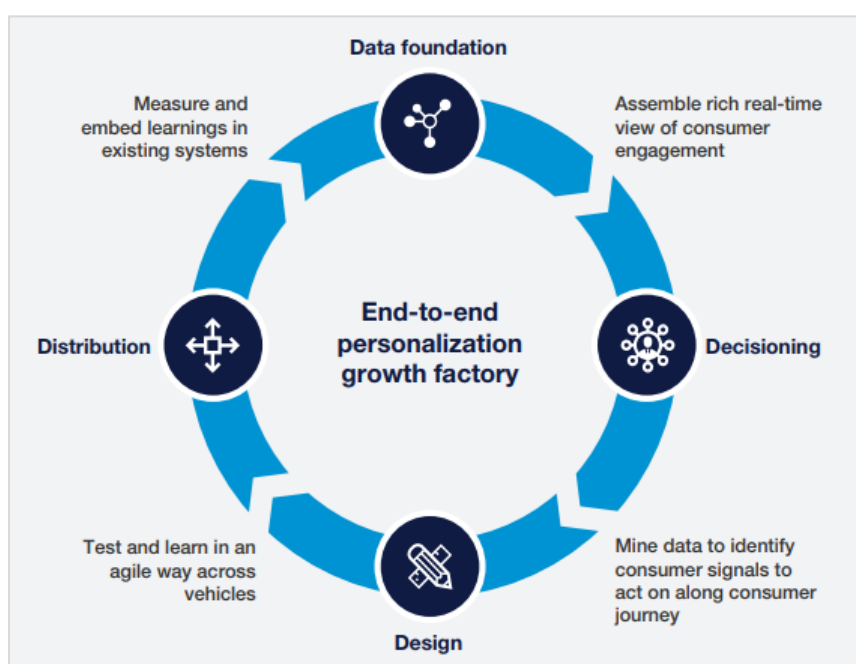 Data foundation
Measure and
embed learnings in
existing systems
Assemble rich real-time
view of consumer
engagement
End-to-end
personalization
growth factory
Distribution
Decisioning
Test and learn in an
agile way across
vehicles
Mine data to identify
consumer signals to
act on along consumer
journey
Design